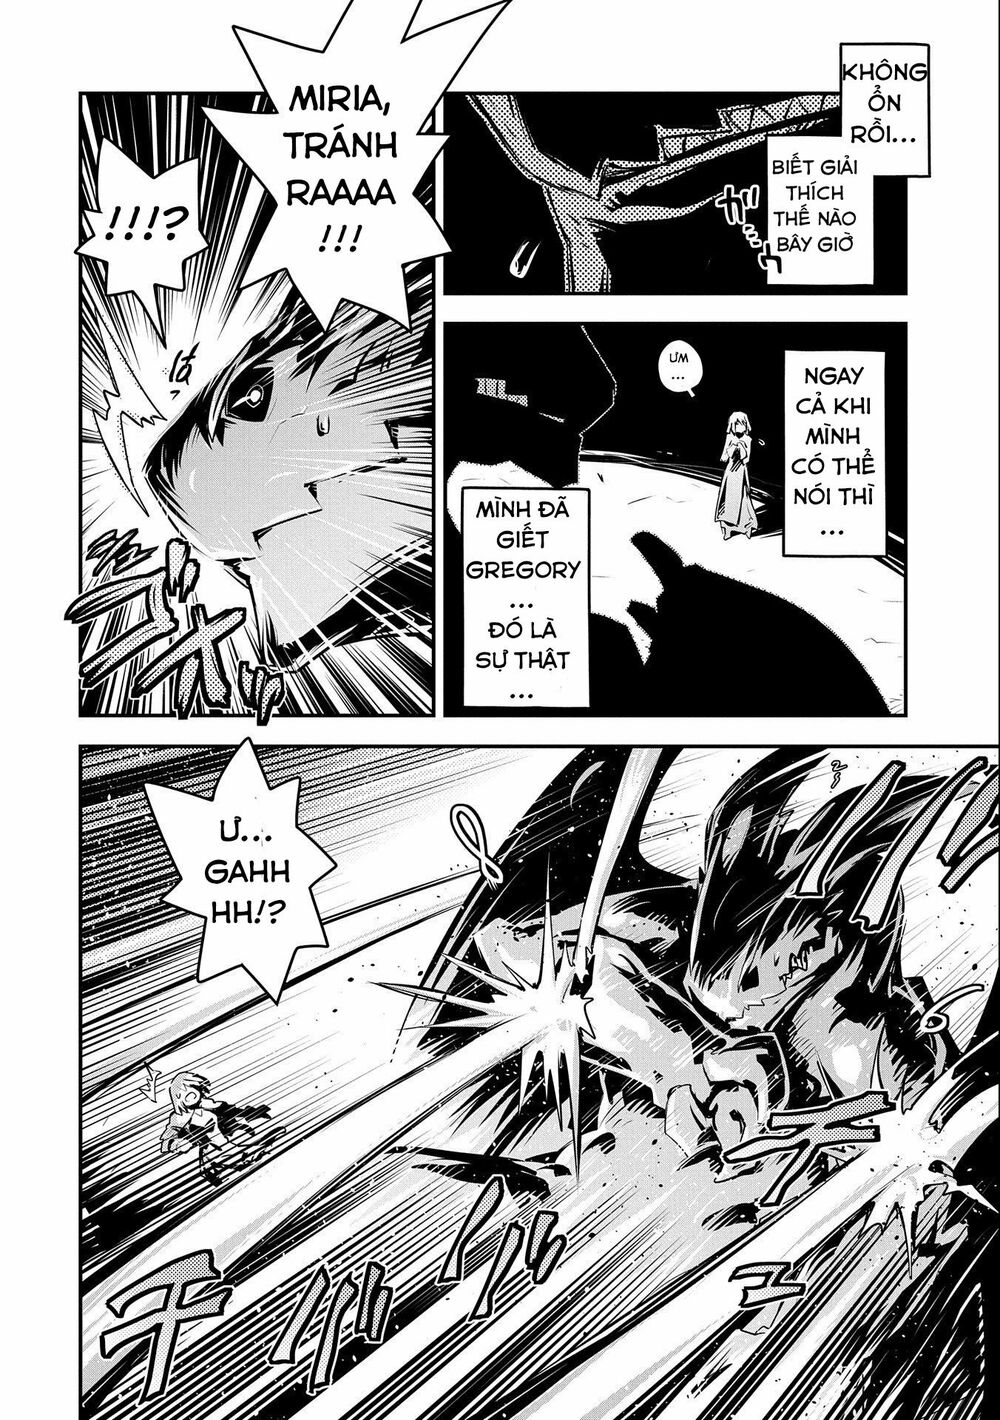 KHÔNG
ỔN
RỒI...
BIẾT GIẢI
THÍCH
THẾ NÀO
BÂY GIỜ
ƯM
...
NGAY
CẢ KHI
MÌNH
CÓ THỂ
NÓI THÌ
...
MÌNH ĐÃ
GIẾT
GREGORY
...
ĐÓ LÀ
SỰ THẬT
...
MIRIA,
TRÁNH
RAAAA
!!!
!!!?
Ư...
GAHH
HH!?